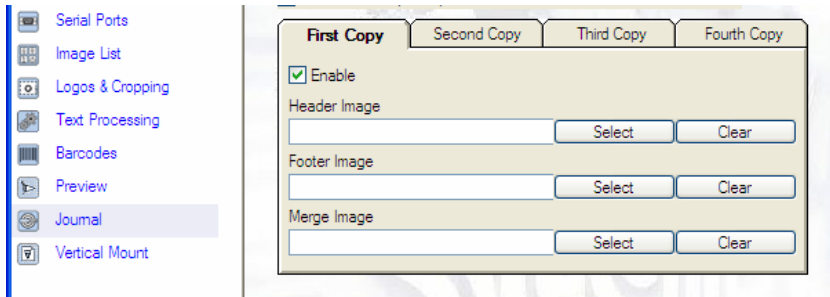 Serial Ports
Image List
Logos & Cropping
Text Processing
Barcodes
Preview
Journal
Vertical Mount
First Copy Second Copy Third Copy Fourth Copy
Enable
Header Image
Select Clear
Footer Image
Select Clear
Merge Image
Select Clear